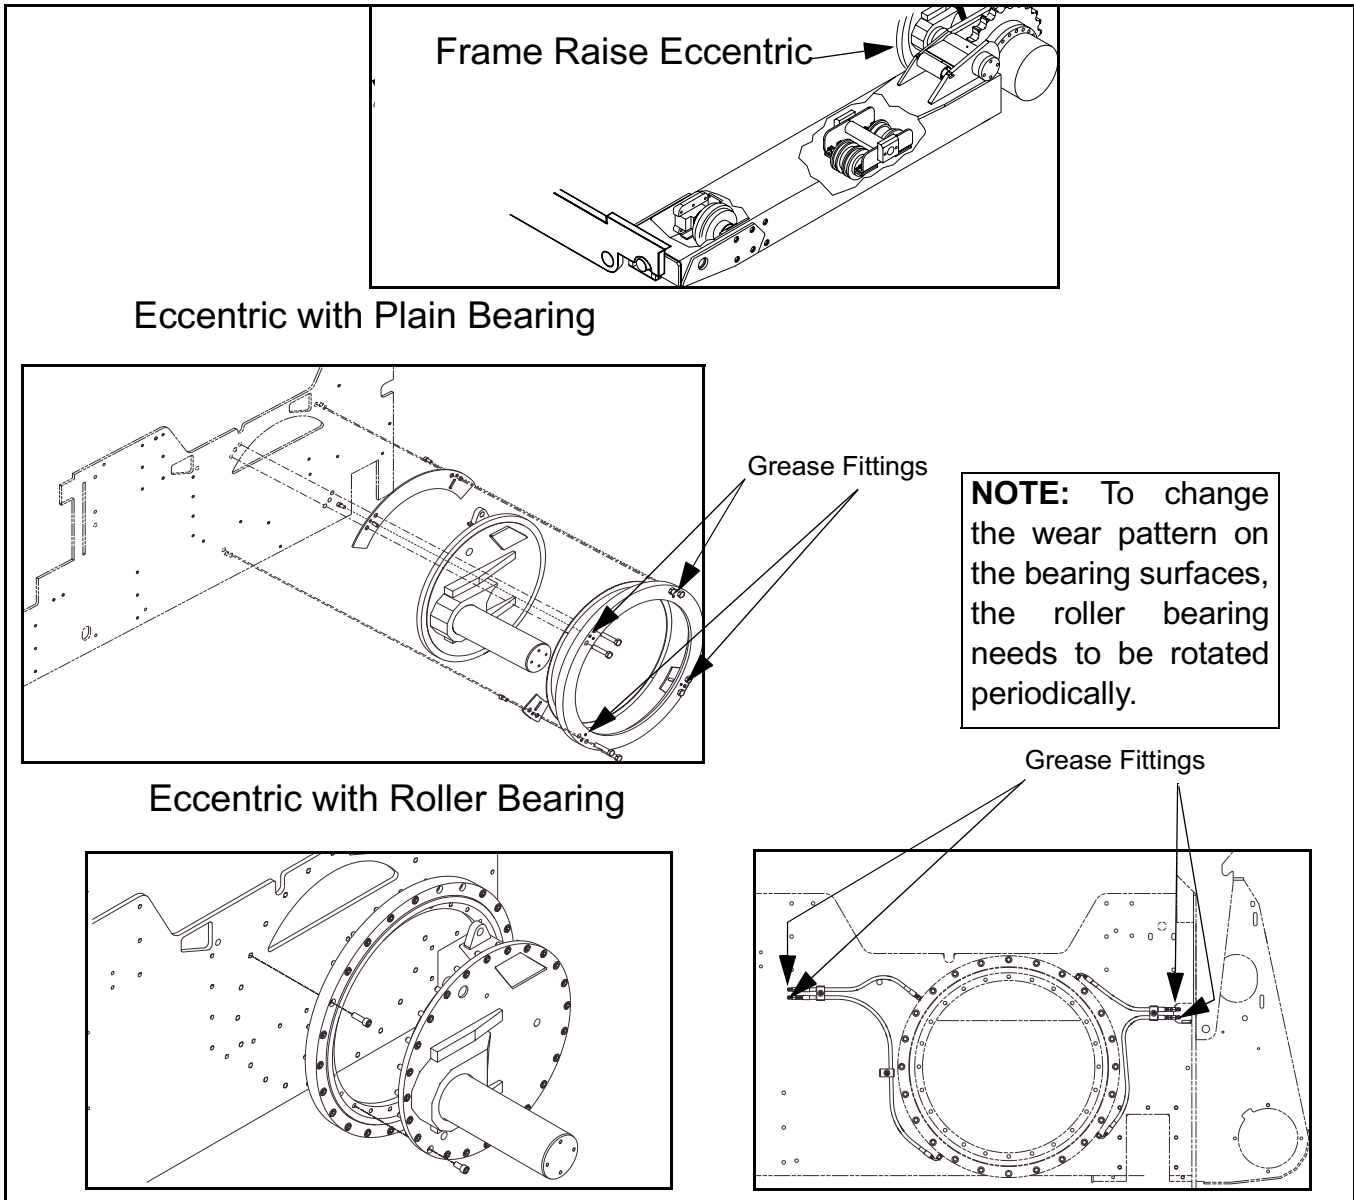 Frame Raise Eccentric
Eccentric with Plain Bearing
Grease Fittings
NOTE: To change
the wear pattern on
the bearing surfaces,
the roller bearing
needs to be rotated
periodically.
Grease Fittings
Eccentric with Roller Bearing